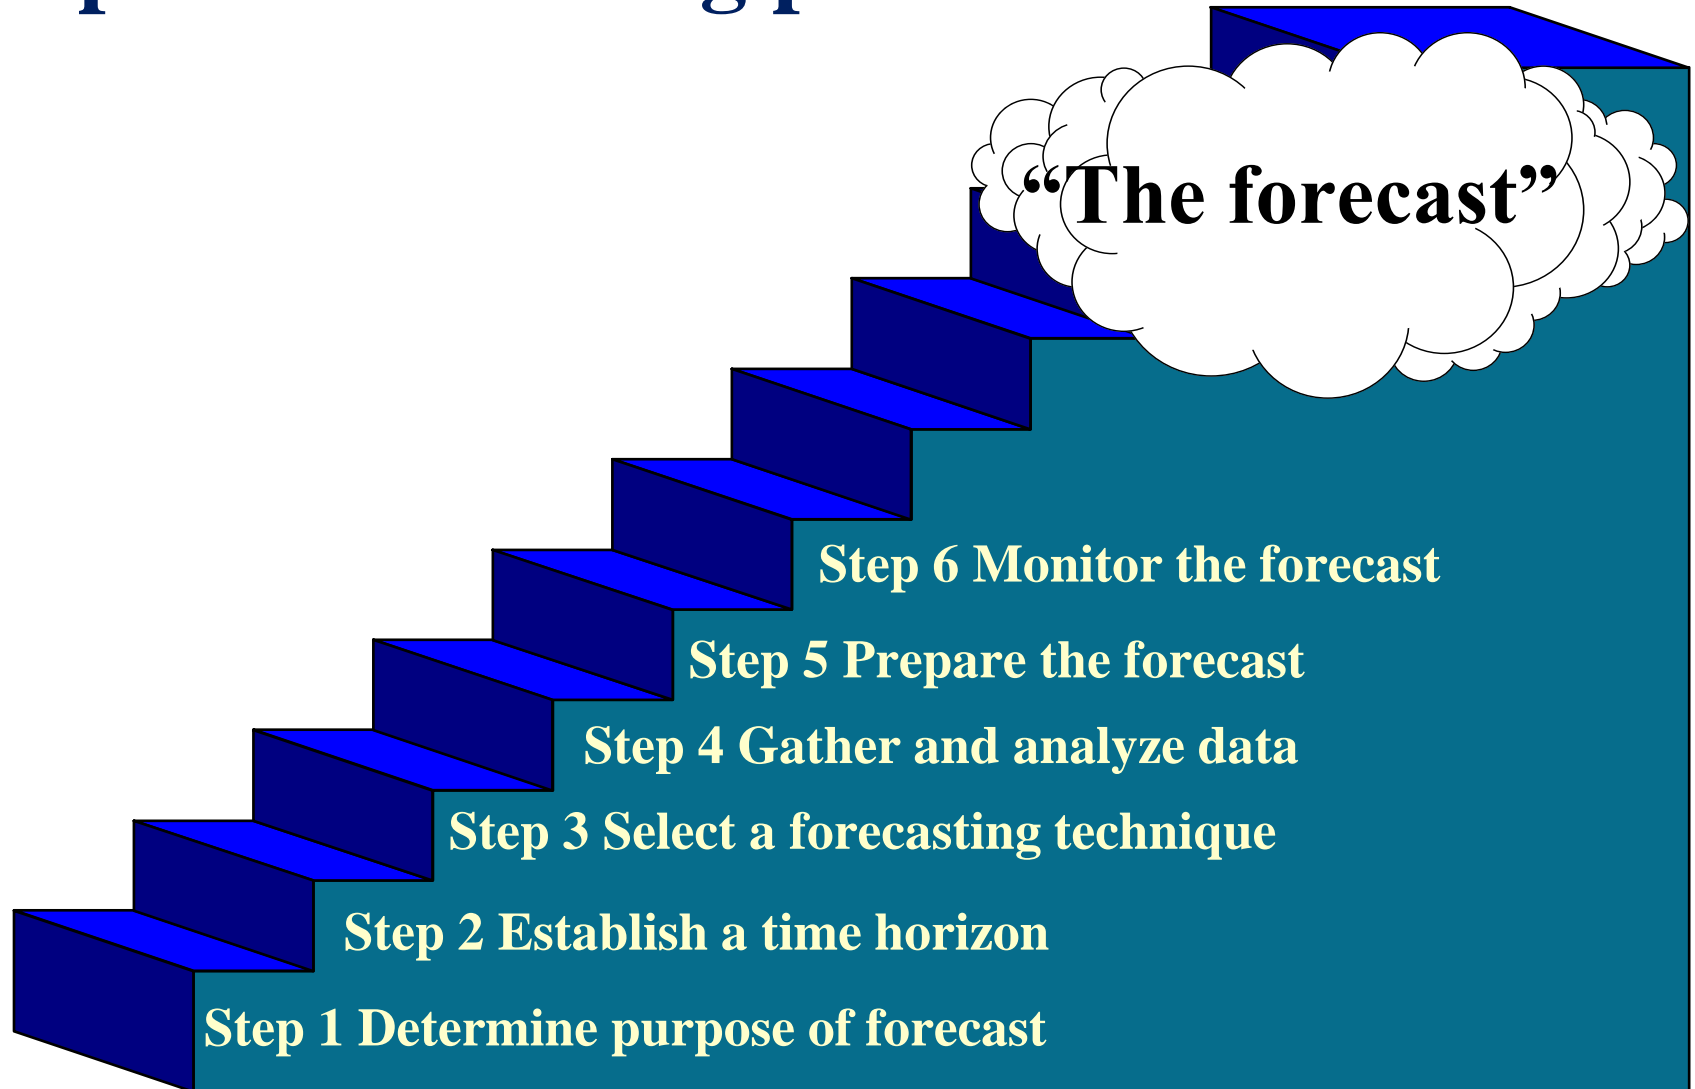 “The forecast”
Step 6 Monitor the forecast
Step 5 Prepare the forecast
Step 4 Gather and analyze data
Step 3 Select a forecasting technique
Step 2 Establish a time horizon
Step 1 Determine purpose of forecast